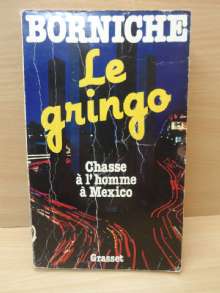 BORNICHE
Le
gringo
Chasse
à l'homme
à Mexico
Grasset